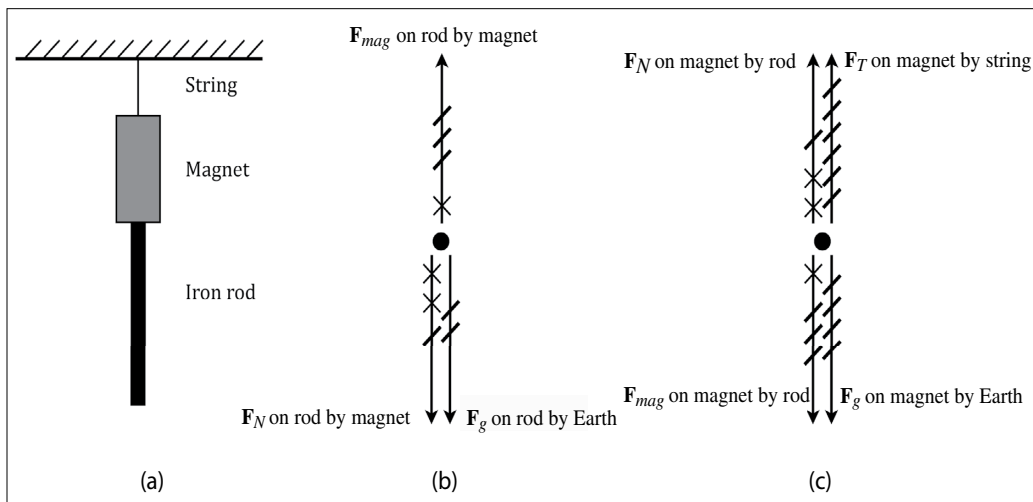 String
Magnet
Iron rod
(a)
F_mag on rod by magnet
F_N on rod by magnet
F_g on rod by Earth
(b)
F_N on magnet by rod
F_T on magnet by string
F_mag on magnet by rod
F_g on magnet by Earth
(c)